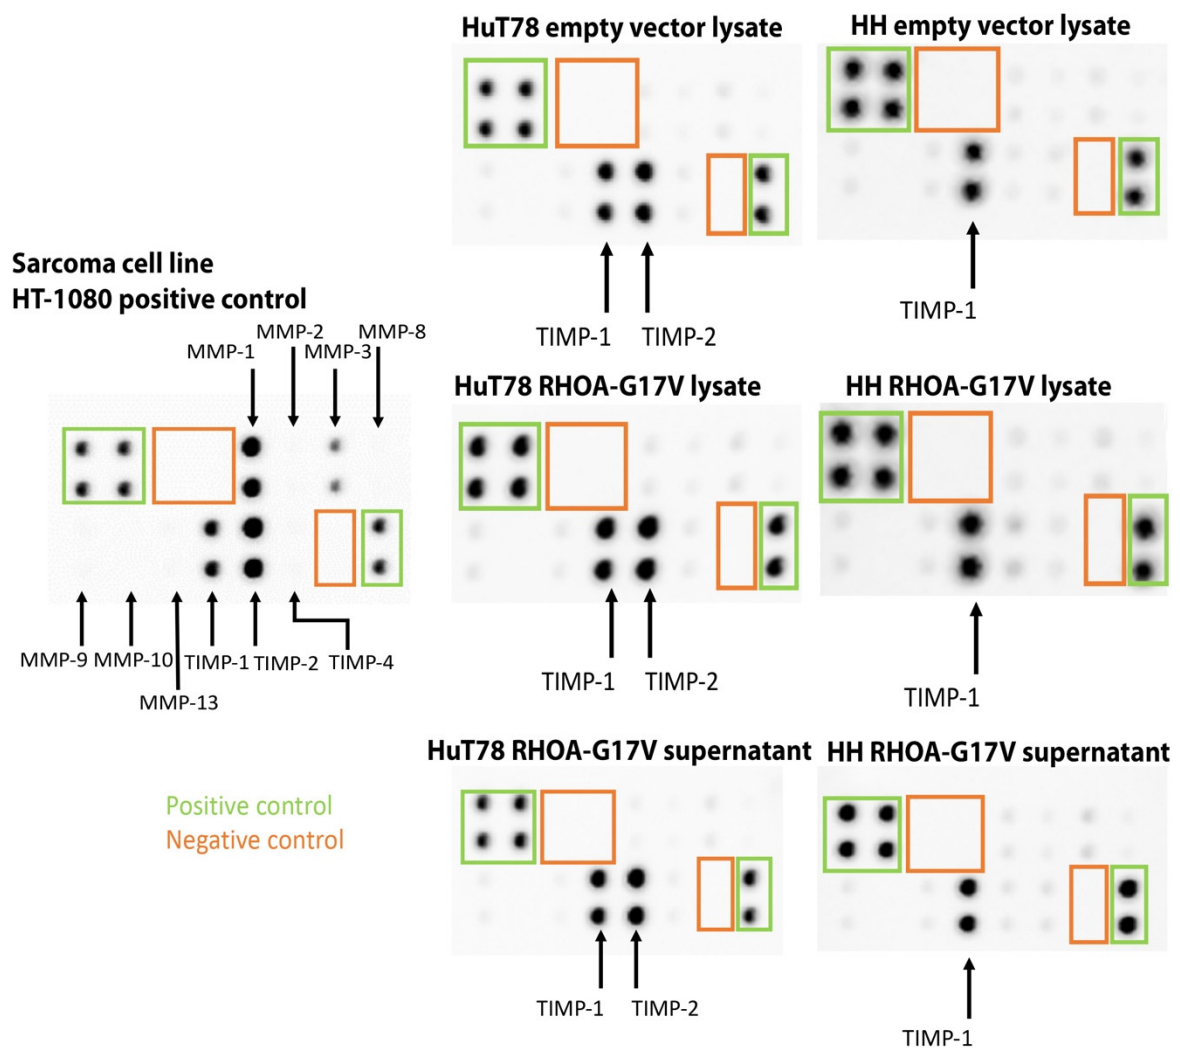 HuT78 empty vector lysate
HH empty vector lysate
TIMP-1
TIMP-2
TIMP-1
Sarcoma cell line
HT-1080 positive control
MMP-2
MMP-8
MMP-1
MMP-3
MMP-9
MMP-10
TIMP-1
TIMP-2
TIMP-4
MMP-13
HuT78 RHOA-G17V lysate
HH RHOA-G17V lysate
TIMP-1
TIMP-2
TIMP-1
HuT78 RHOA-G17V supernatant
HH RHOA-G17V supernatant
Positive control
Negative control
TIMP-1
TIMP-2
TIMP-1